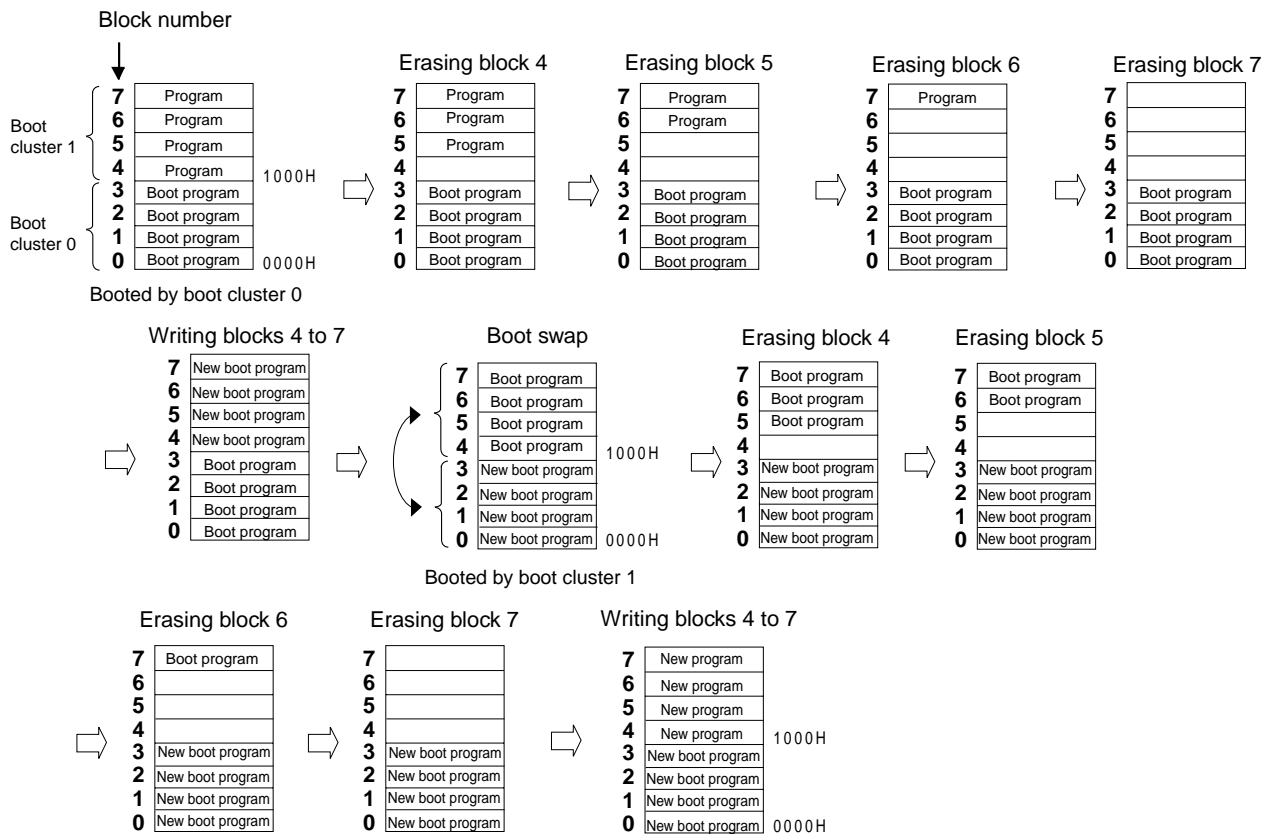 Block number
7 Program
6 Program
5 Program
4 Program
3 Boot program
2 Boot program
1 Boot program
0 Boot program
Boot
cluster 1
Boot
cluster 0
1000H
0000H
Booted by boot cluster 0
Erasing block 4
7 Program
6 Program
5 Program
4
3 Boot program
2 Boot program
1 Boot program
0 Boot program
Erasing block 5
7 Program
6 Program
5
4
3 Boot program
2 Boot program
1 Boot program
0 Boot program
Erasing block 6
7 Program
6
5
4
3 Boot program
2 Boot program
1 Boot program
0 Boot program
Erasing block 7
7
6
5
4
3 Boot program
2 Boot program
1 Boot program
0 Boot program
Writing blocks 4 to 7
7 New boot program
6 New boot program
5 New boot program
4 New boot program
3 Boot program
2 Boot program
1 Boot program
0 Boot program
Boot swap
7 Boot program
6 Boot program
5 Boot program
4 Boot program
3 New boot program
2 New boot program
1 New boot program
0 New boot program
1000H
0000H
Booted by boot cluster 1
Erasing block 4
7 Boot program
6 Boot program
5 Boot program
4
3 New boot program
2 New boot program
1 New boot program
0 New boot program
Erasing block 5
7 Boot program
6 Boot program
5
4
3 New boot program
2 New boot program
1 New boot program
0 New boot program
Erasing block 6
7 Boot program
6
5
4
3 New boot program
2 New boot program
1 New boot program
0 New boot program
Erasing block 7
7
6
5
4
3 New boot program
2 New boot program
1 New boot program
0 New boot program
Writing blocks 4 to 7
7 New program
6 New program
5 New program
4 New program
3 New boot program
2 New boot program
1 New boot program
0 New boot program
1000H
0000H